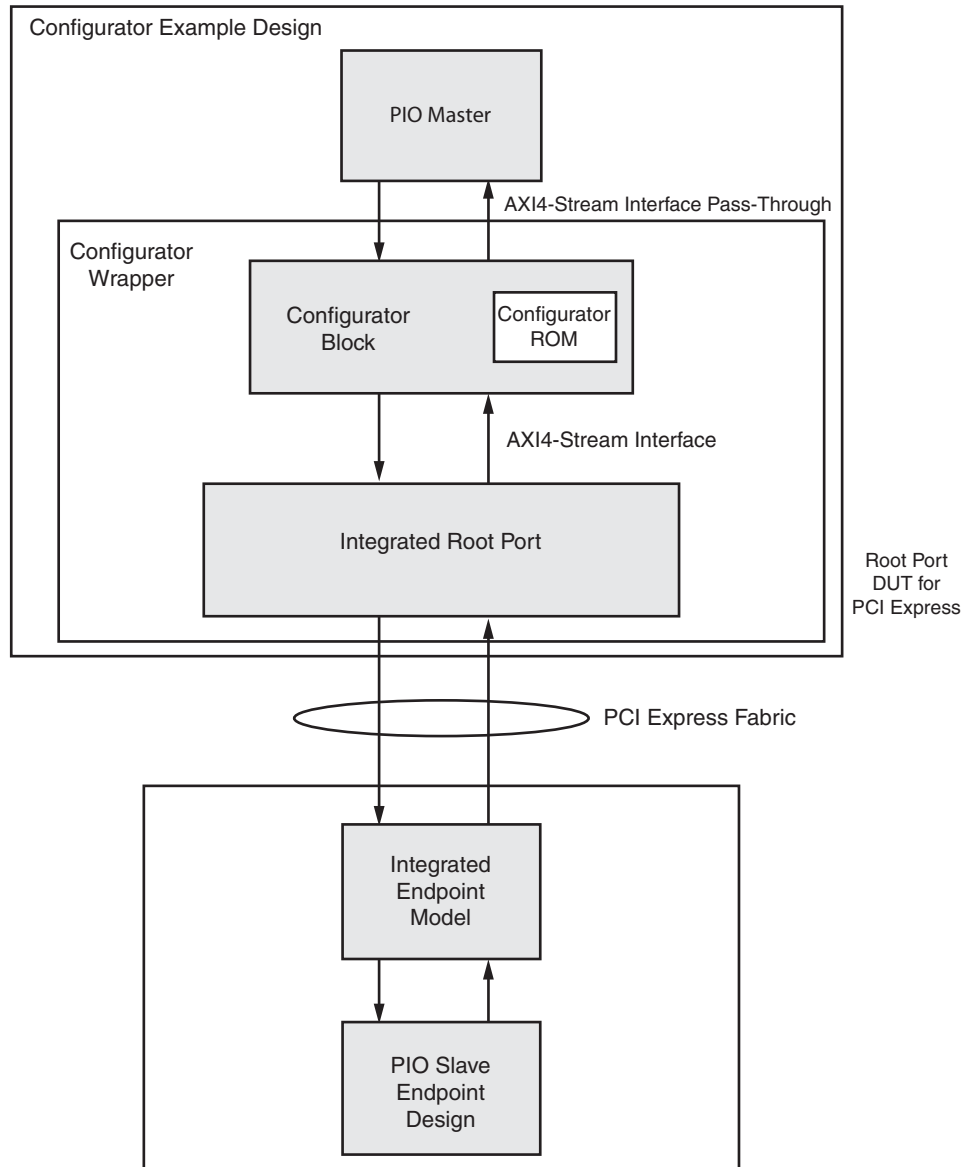 Configurator Example Design
PIO Master
AXI4-Stream Interface Pass-Through
Configurator
Wrapper
Configurator
Block
Configurator
ROM
AXI4-Stream Interface
Integrated Root Port
Root Port
DUT for
PCI Express
PCI Express Fabric
Integrated
Endpoint
Model
PIO Slave
Endpoint
Design